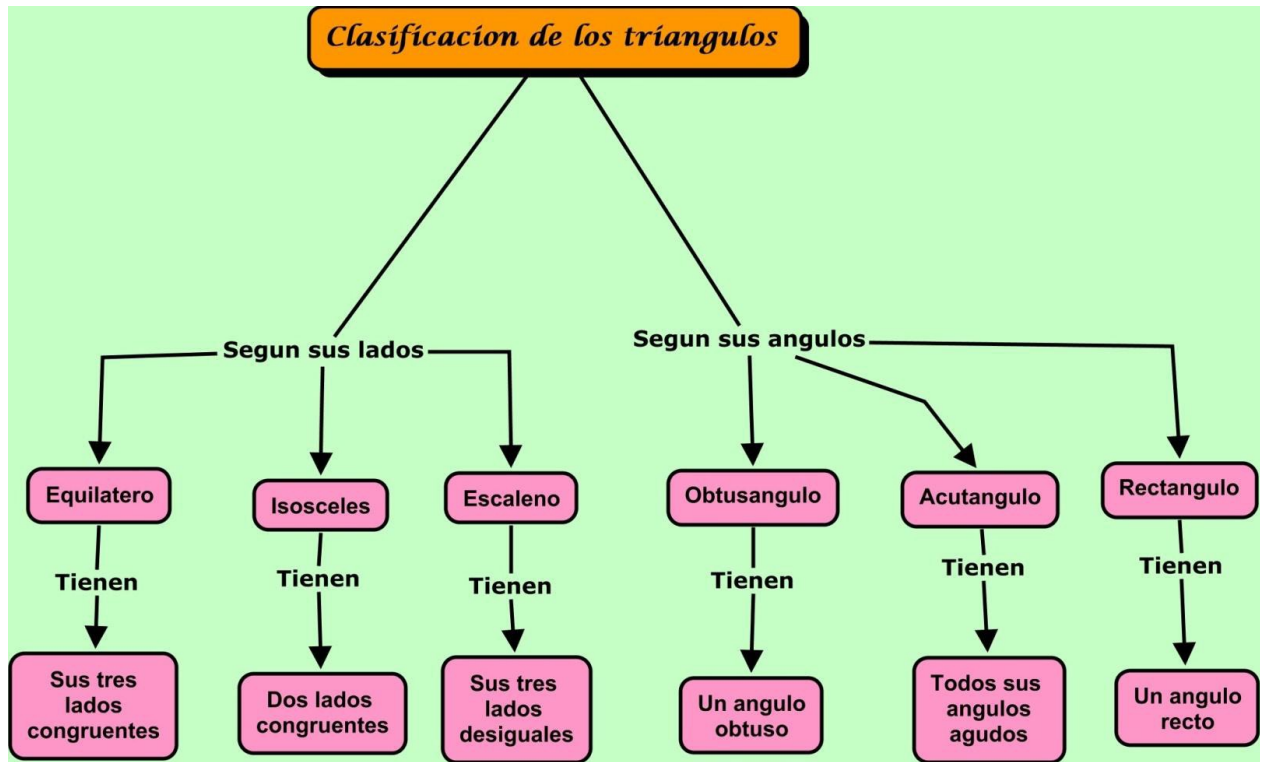 Clasificacion de los triangulos
Segun sus lados
Segun sus angulos
Equilatero
Isosceles
Escaleno
Obtusangulo
Acutangulo
Rectangulo
Tienen
Tienen
Tienen
Tienen
Tienen
Tienen
Sus tres
lados
congruentes
Dos lados
congruentes
Sus tres
lados
desiguales
Un angulo
obtuso
Todos sus
angulos
agudos
Un angulo
recto